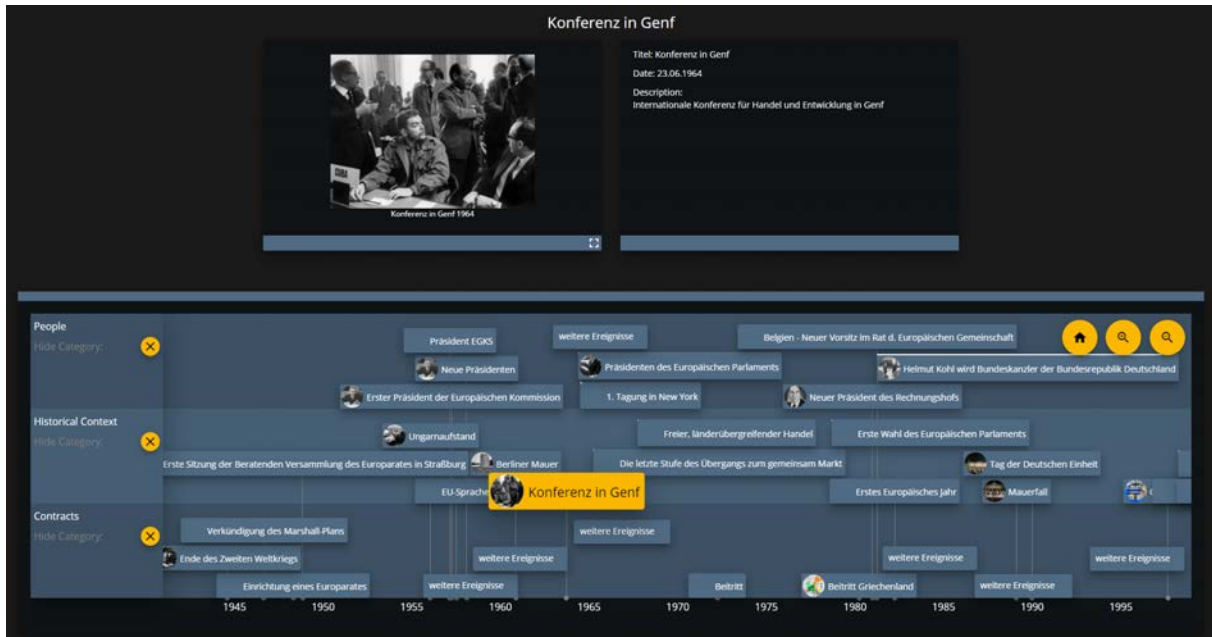 Konferenz in Genf
CUBA
Konferenz in Genf 1964
Titel: Konferenz in Genf
Date: 23.06.1964
Description:
Internationale Konferenz für Handel und Entwicklung in Genf
People
Hide Category:
Präsident EGKS
weitere Ereignisse
Belgien - Neuer Vorsitz im Rat d. Europäischen Gemeinschaft
Neue Präsidenten
Präsidenten des Europäischen Parlaments
Helmut Kohl wird Bundeskanzler der Bundesrepublik Deutschland
Erster Präsident der Europäischen Kommission
1. Tagung in New York
Neuer Präsident des Rechnungshofs
Historical Context
Hide Category:
Ungarnaufstand
Freier, länderübergreifender Handel
Erste Wahl des Europäischen Parlaments
Erste Sitzung der Beratenden Versammlung des Europarates in Straßburg
Berliner Mauer
Die letzte Stufe des Übergangs zum gemeinsam Markt
Tag der Deutschen Einheit
EU-Sprache
Konferenz in Genf
Erstes Europäisches Jahr
Mauerfall
Contracts
Hide Category:
Verkündigung des Marshall-Plans
weitere Ereignisse
Ende des Zweiten Weltkriegs
weitere Ereignisse
weitere Ereignisse
weitere Ereignisse
Einrichtung eines Europarates
weitere Ereignisse
Beitritt
Beitritt Griechenland
weitere Ereignisse
1945 1950 1955 1960 1965 1970 1975 1980 1985 1990 1995